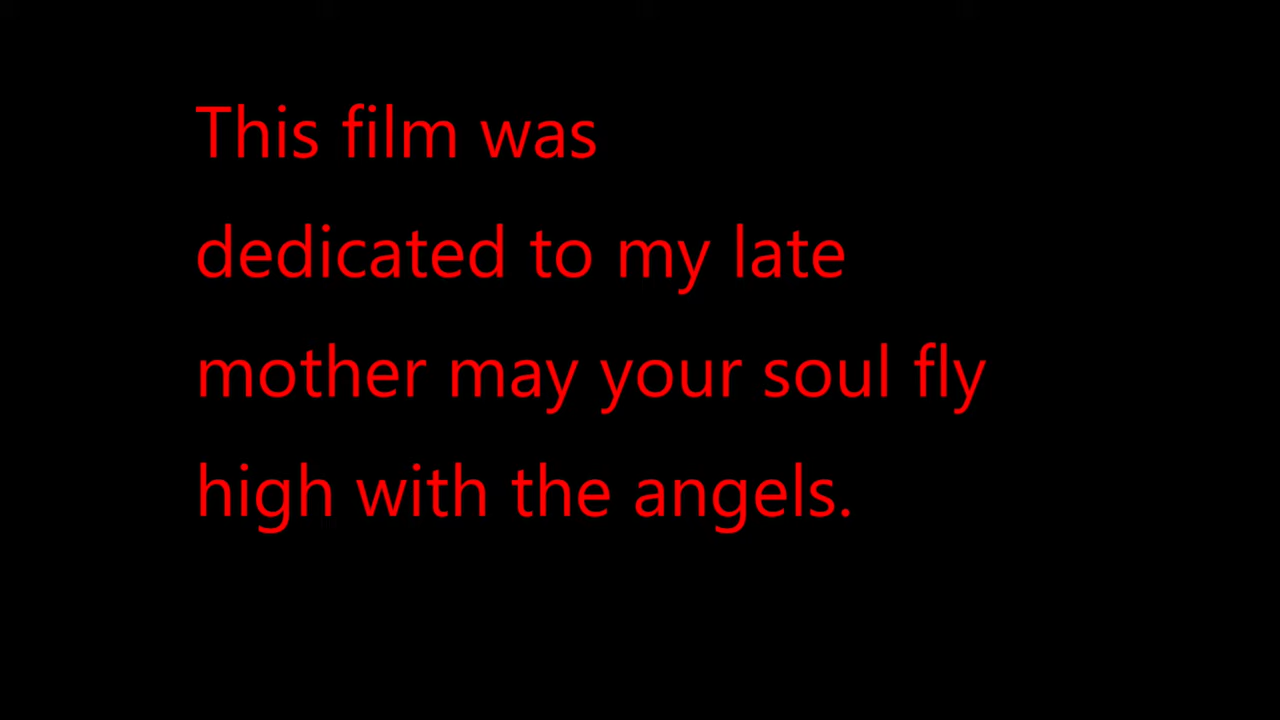 This film was
dedicated to my late
mother may your soul fly
high with the angels.